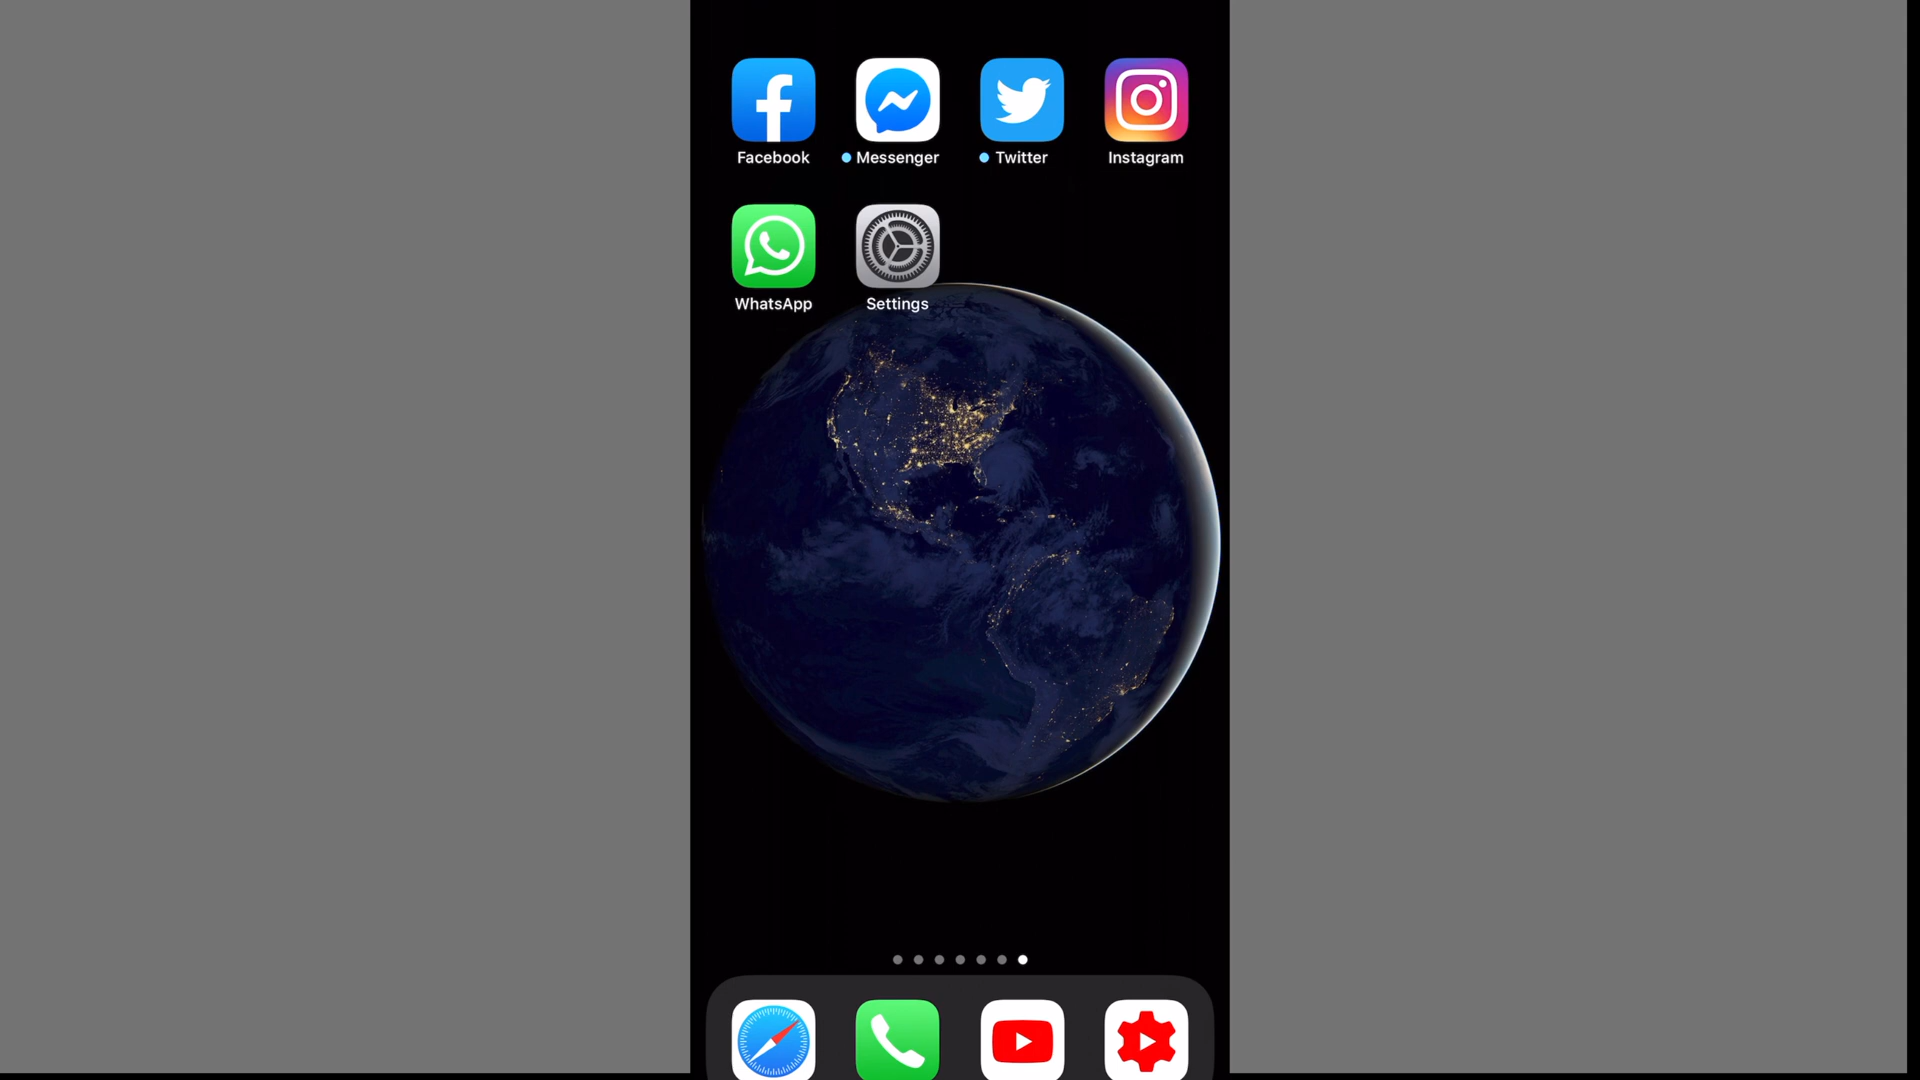 Facebook
Messenger
Twitter
Instagram
WhatsApp
Settings